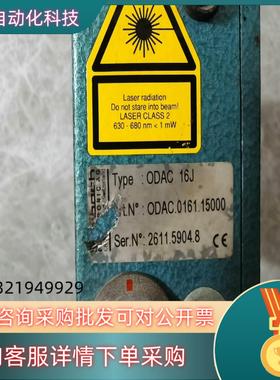 自动化科技
Laser radiation
Do not stare into beam!
LASER CLASS 2
630 - 680 nm < 1 mW
Type : ODAC 16J
rt.N°: ODAC.0161.15000
Ser.N°: 2611.5904.8 CE
321949929
咨询采购批发可对公开票
客服详情下单采购